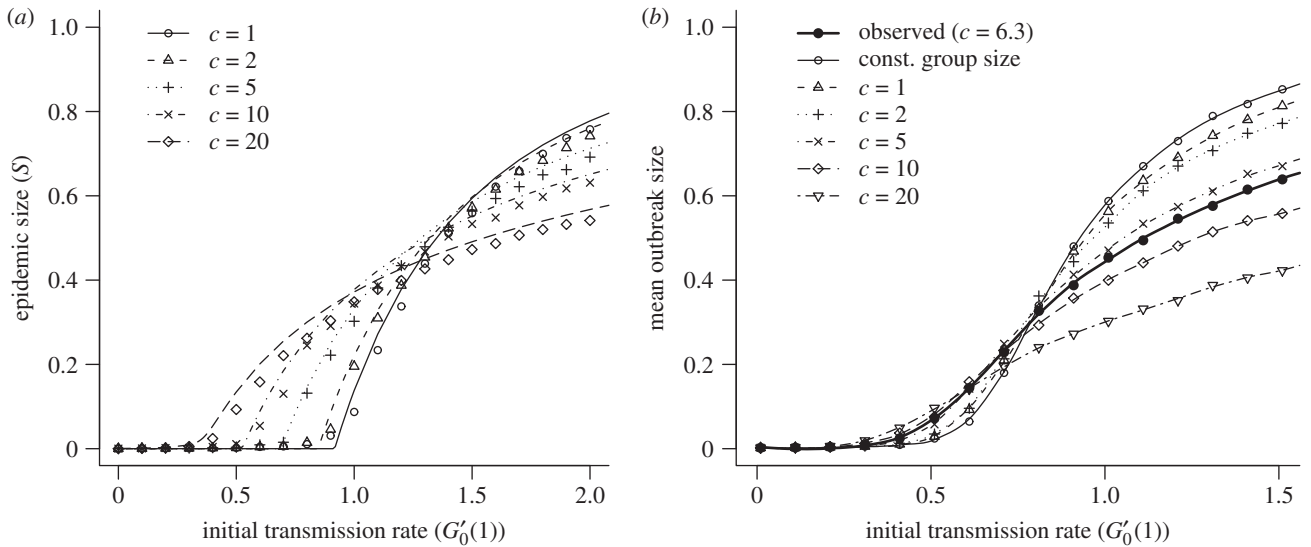 (a)
1.0
0.8
0.6
0.4
0.2
0
epidemic size (S)
c = 1
c = 2
c = 5
c = 10
c = 20
0 0.5 1.0 1.5 2.0
initial transmission rate (G′0(1))
(b)
1.0
0.8
0.6
0.4
0.2
0
mean outbreak size
observed (c = 6.3)
const. group size
c = 1
c = 2
c = 5
c = 10
c = 20
0 0.5 1.0 1.5
initial transmission rate (G′0(1))